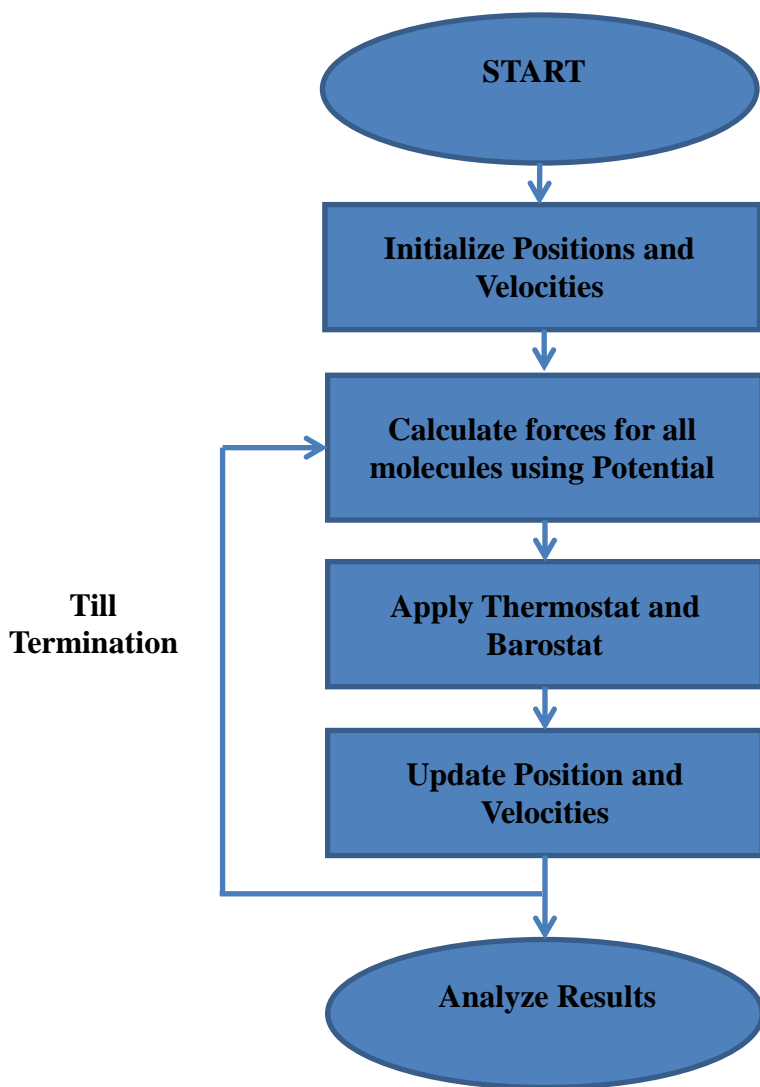 START
Initialize Positions and
Velocities
Calculate forces for all
molecules using Potential
Till
Termination
Apply Thermostat and
Barostat
Update Position and
Velocities
Analyze Results